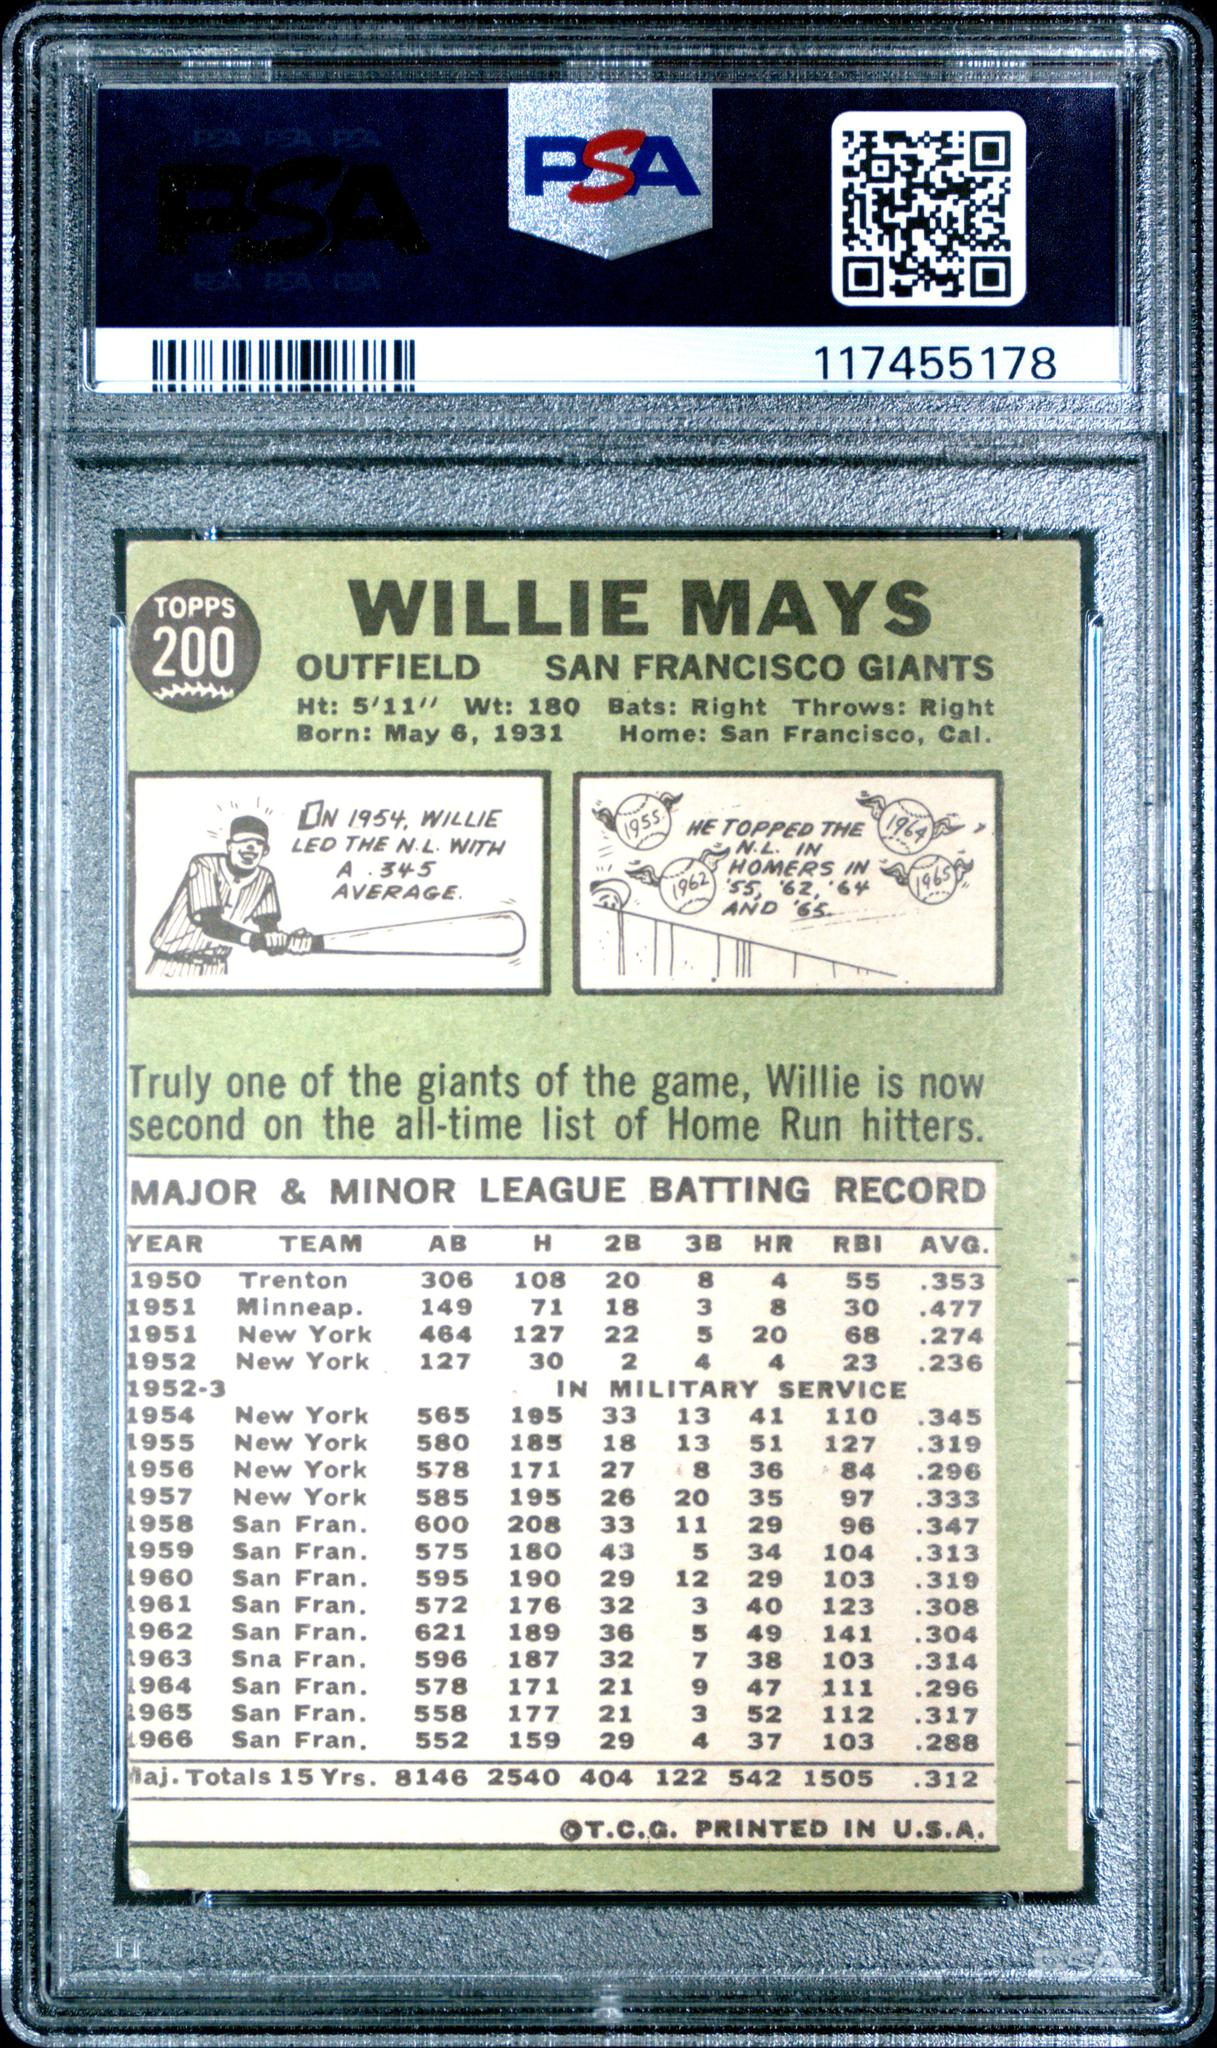 PSA PSA PSA
PSA
PSA PSA PSA
PSA
117455178
TOPPS
200
WILLIE MAYS
OUTFIELD SAN FRANCISCO GIANTS
Ht: 5'11" Wt: 180 Bats: Right Throws: Right
Born: May 6, 1931 Home: San Francisco, Cal.
IN 1954, WILLIE
LED THE N.L. WITH
A .345
AVERAGE.
1955
1964
1962
1965
HE TOPPED THE
N.L. IN
HOMERS IN
'55, '62, '64
AND '65.
Truly one of the giants of the game, Willie is now
second on the all-time list of Home Run hitters.
MAJOR & MINOR LEAGUE BATTING RECORD
YEAR TEAM AB H 2B 3B HR RBI AVG.
1950 Trenton 306 108 20 8 4 55 .353
1951 Minneap. 149 71 18 3 8 30 .477
1951 New York 464 127 22 5 20 68 .274
1952 New York 127 30 2 4 4 23 .236
1952-3 IN MILITARY SERVICE
1954 New York 565 195 33 13 41 110 .345
1955 New York 580 185 18 13 51 127 .319
1956 New York 578 171 27 8 36 84 .296
1957 New York 585 195 26 20 35 97 .333
1958 San Fran. 600 208 33 11 29 96 .347
1959 San Fran. 575 180 43 5 34 104 .313
1960 San Fran. 595 190 29 12 29 103 .319
1961 San Fran. 572 176 32 3 40 123 .308
1962 San Fran. 621 189 36 5 49 141 .304
1963 Sna Fran. 596 187 32 7 38 103 .314
1964 San Fran. 578 171 21 9 47 111 .296
1965 San Fran. 558 177 21 3 52 112 .317
1966 San Fran. 552 159 29 4 37 103 .288
Maj. Totals 15 Yrs. 8146 2540 404 122 542 1505 .312
©T.C.G. PRINTED IN U.S.A.
PSA